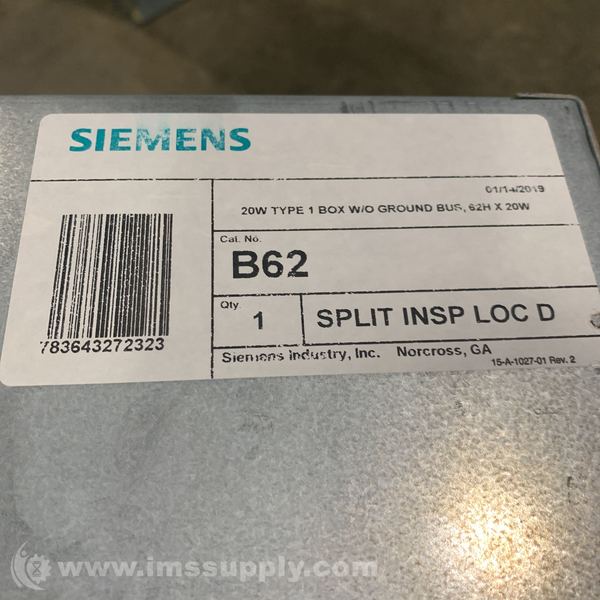 SIEMENS
01/14/2019
20W TYPE 1 BOX W/O GROUND BUS, 62H X 20W
Cat. No.
B62
Qty
1
SPLIT INSP LOC D
783643272323
Siemens Industry, Inc. Norcross, GA
15-A-1027-01 Rev. 2
www.imssupply.com